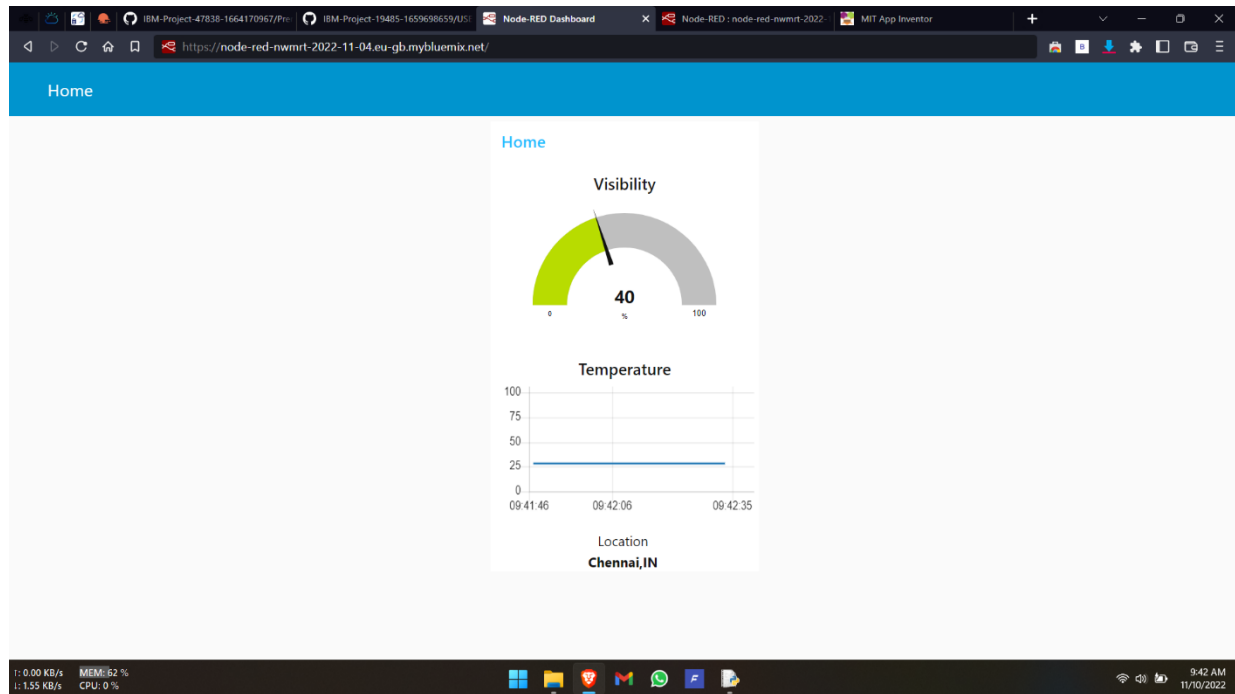 IBM-Project-47838-1664170967/Pre
IBM-Project-19485-1659698659/USI
Node-RED Dashboard
Node-RED : node-red-nwmrt-2022-
MIT App Inventor
https://node-red-nwmrt-2022-11-04.eu-gb.mybluemix.net/
Home
Home
Visibility
40
0
%
100
Temperature
100
75
50
25
0
09:41:46 09:42:06 09:42:35
Location
Chennai,IN
: 0.00 KB/s MEM: 62 %
: 1.55 KB/s CPU: 0 %
9:42 AM
11/10/2022